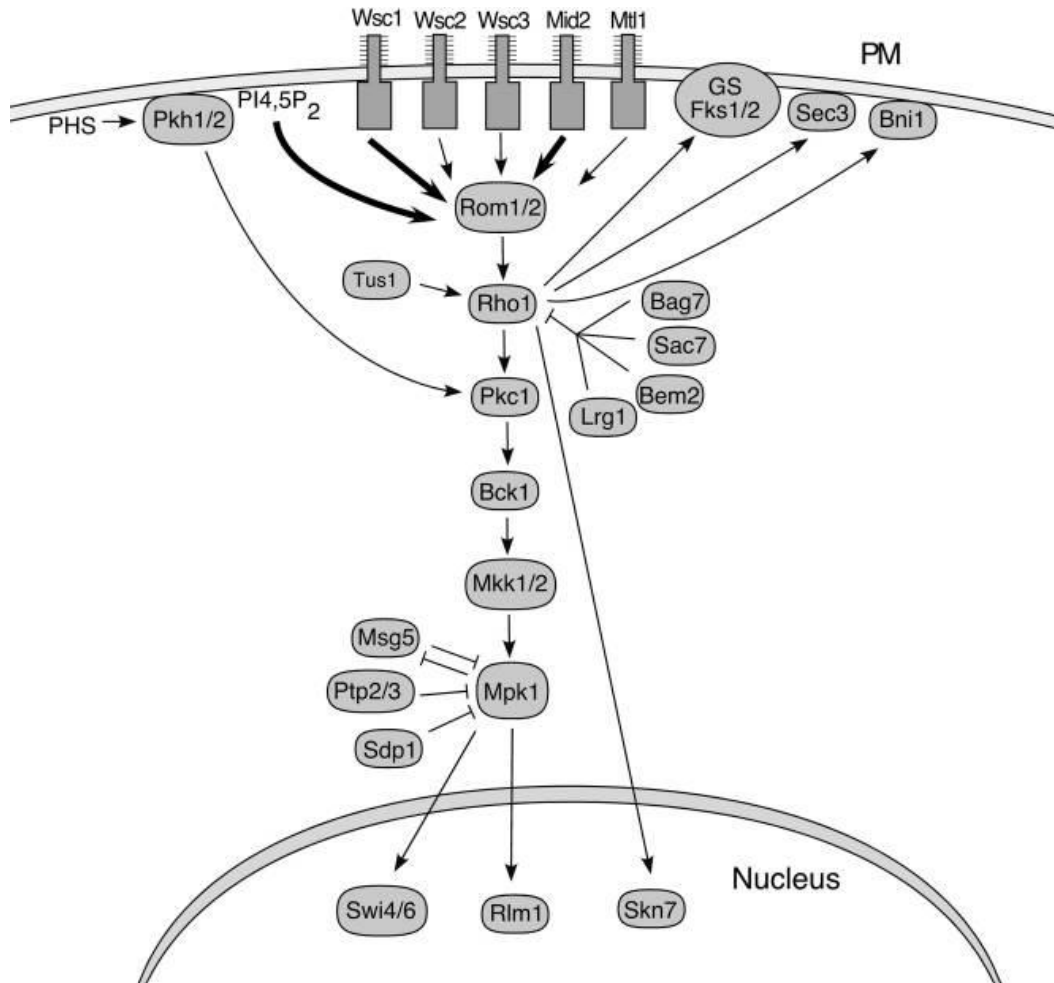 Wsc1
Wsc2
Wsc3
Mid2
Mtl1
PM
GS
Fks1/2
PHS
Pkh1/2
PI4,5P2
Sec3
Bni1
Rom1/2
Tus1
Rho1
Bag7
Sac7
Bem2
Lrg1
Pkc1
Bck1
Mkk1/2
Msg5
Ptp2/3
Mpk1
Sdp1
Nucleus
Swi4/6
Rlm1
Skn7